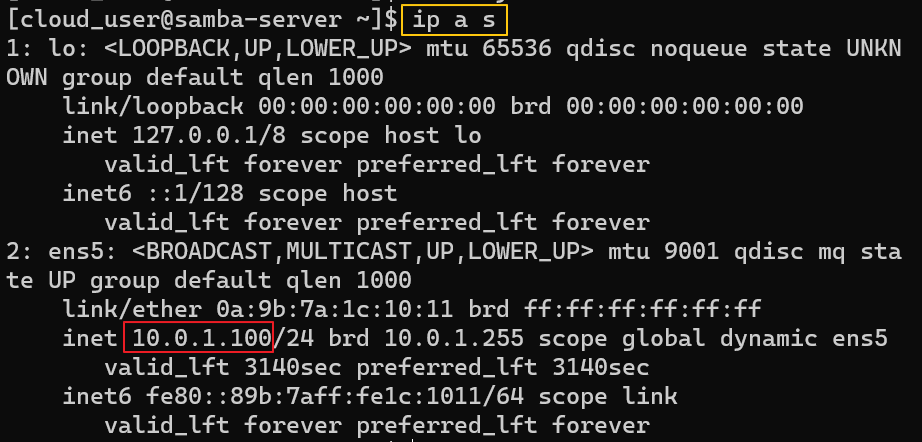 [cloud_user@samba-server ~]$ ip a s
1: lo: <LOOPBACK,UP,LOWER_UP> mtu 65536 qdisc noqueue state UNKN
OWN group default qlen 1000
    link/loopback 00:00:00:00:00:00 brd 00:00:00:00:00:00
    inet 127.0.0.1/8 scope host lo
       valid_lft forever preferred_lft forever
    inet6 ::1/128 scope host
       valid_lft forever preferred_lft forever
2: ens5: <BROADCAST,MULTICAST,UP,LOWER_UP> mtu 9001 qdisc mq sta
te UP group default qlen 1000
    link/ether 0a:9b:7a:1c:10:11 brd ff:ff:ff:ff:ff:ff
    inet 10.0.1.100/24 brd 10.0.1.255 scope global dynamic ens5
       valid_lft 3140sec preferred_lft 3140sec
    inet6 fe80::89b:7aff:fe1c:1011/64 scope link
       valid_lft forever preferred_lft forever